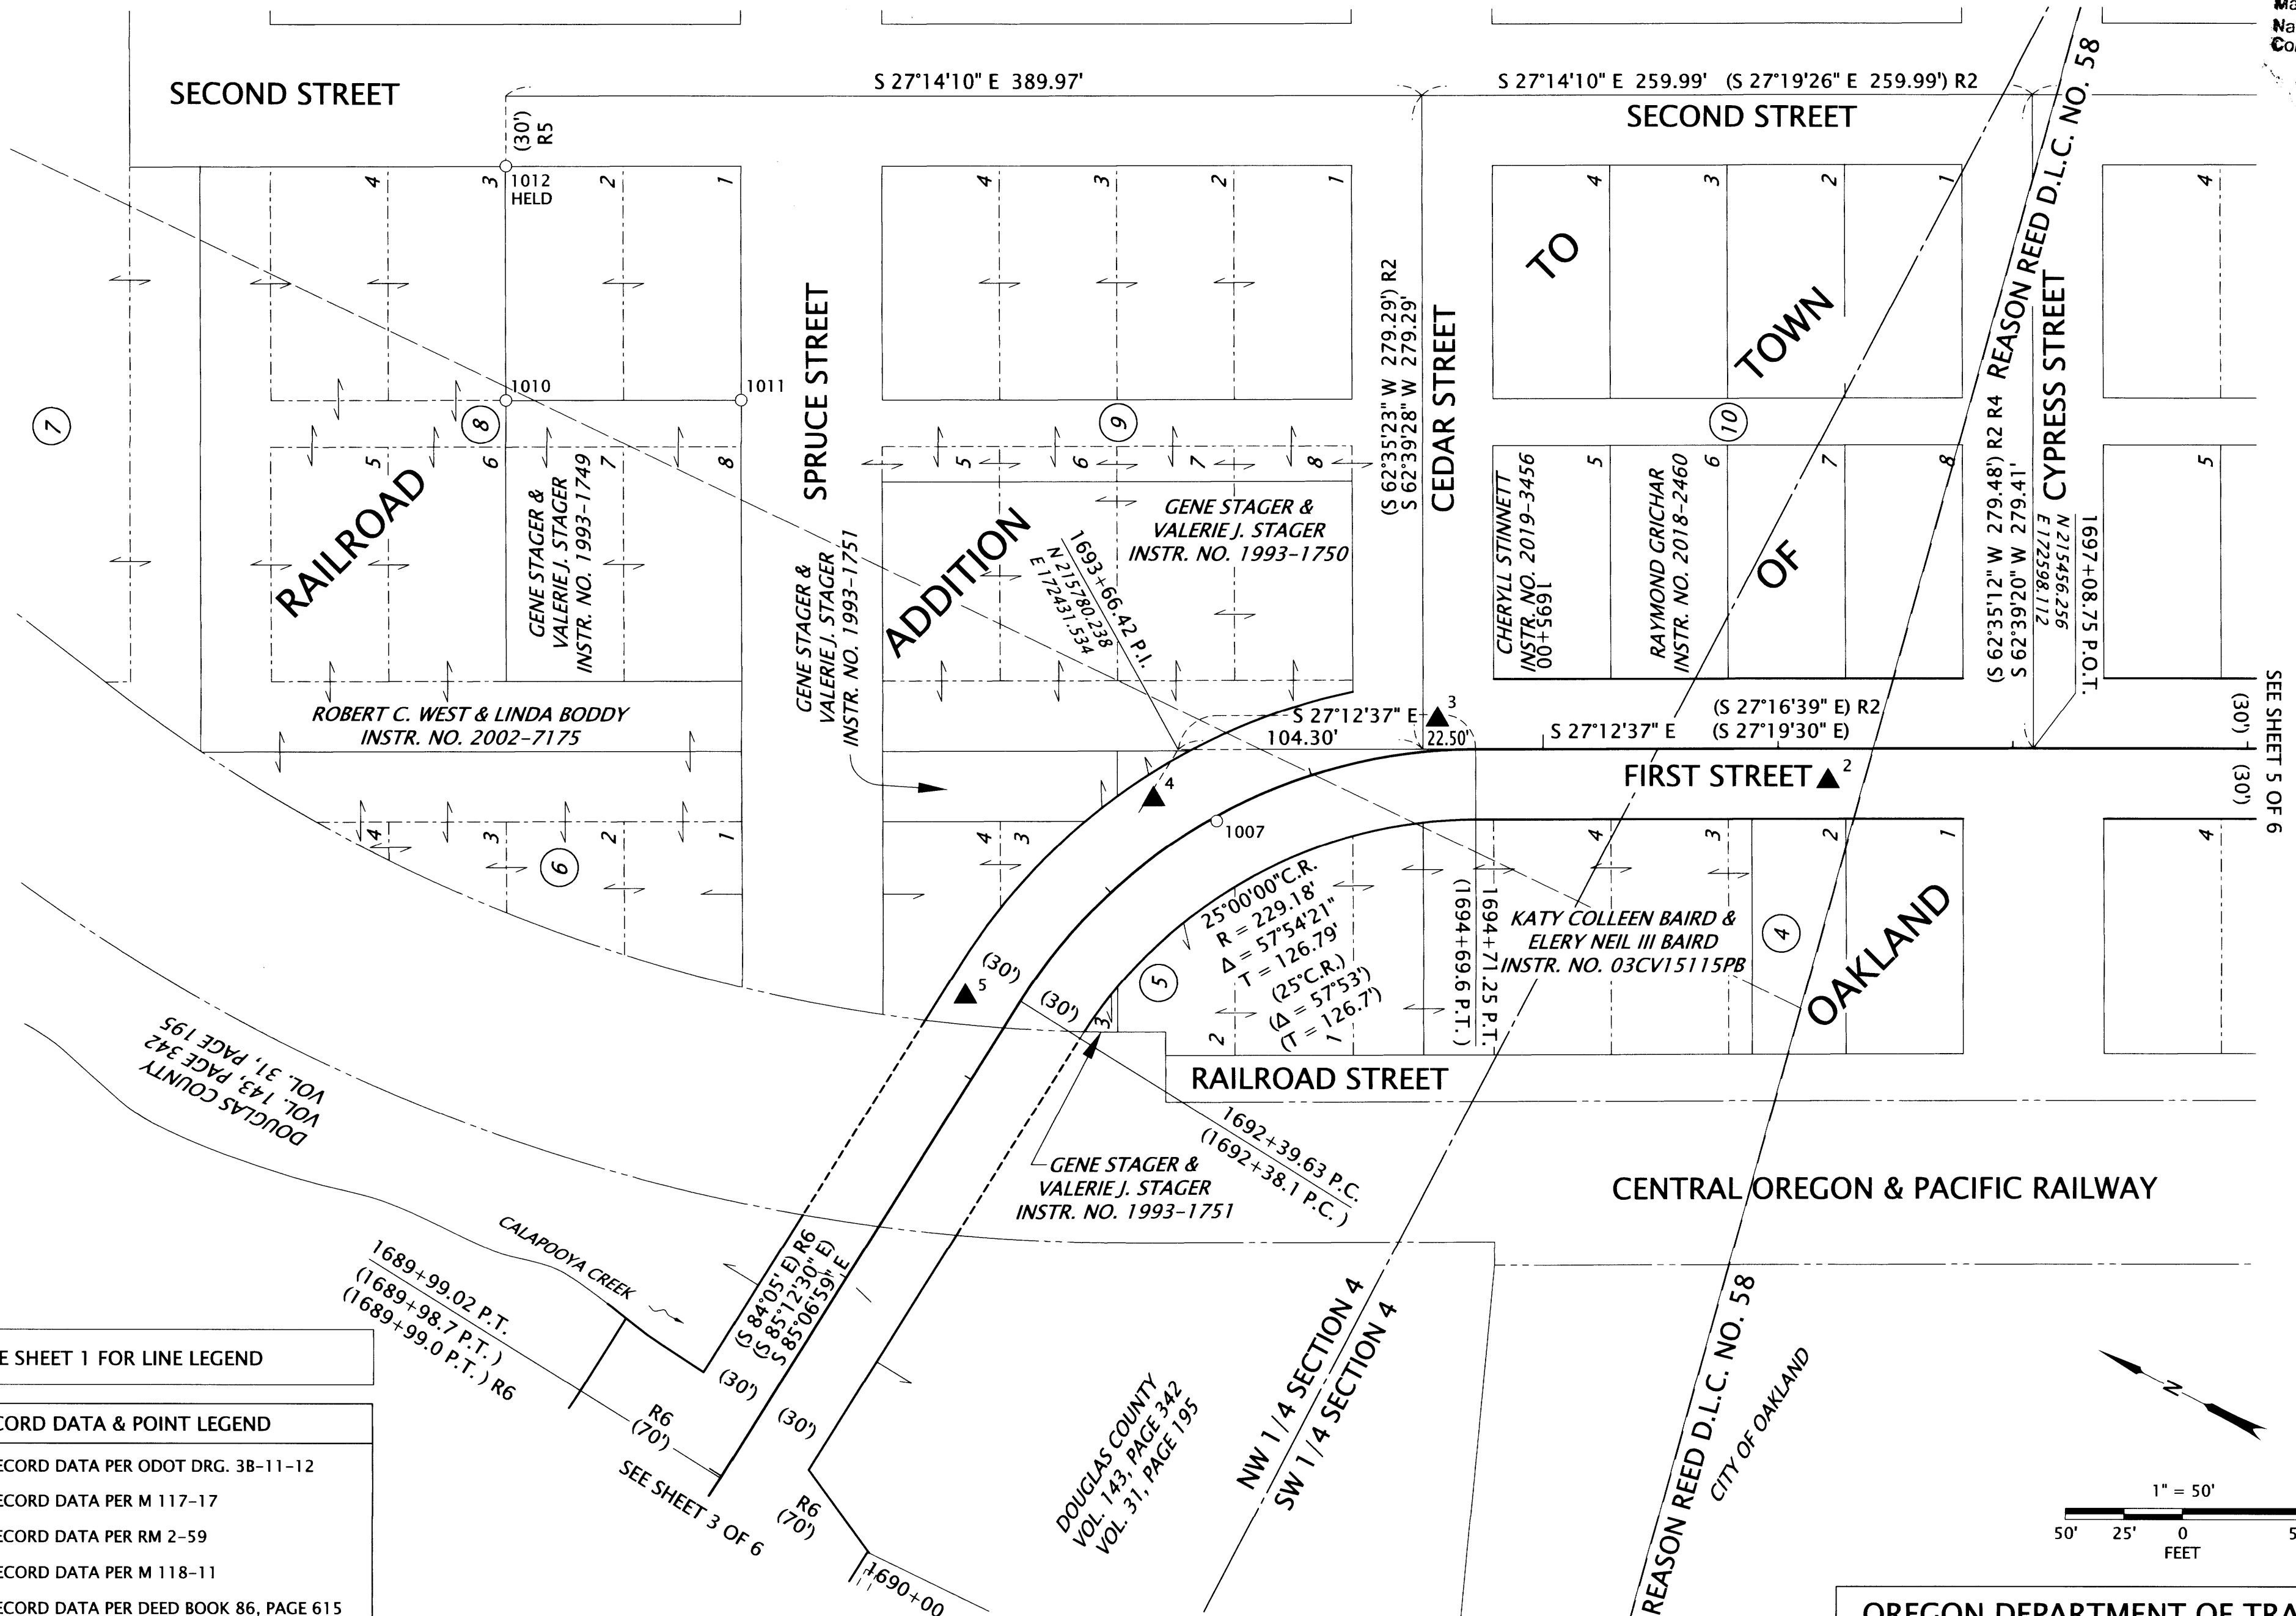 SECOND STREET
S 27°14'10" E 389.97'
S 27°14'10" E 259.99' (S 27°19'26" E 259.99') R2
SECOND STREET
REASON REED D.L.C. NO. 58
(30')
R5
4
3
2
1
1012
HELD
4
3
2
1
4
3
2
1
4
1010
1011
7
8
9
10
SPRUCE STREET
(S 62°35'23" W 279.29') R2
S 62°39'28" W 279.29'
CEDAR STREET
TO
TOWN
OF
OAKLAND
(S 62°35'12" W 279.48') R2 R4
S 62°39'20" W 279.41'
CYPRESS STREET
N 215456.256
E 172598.112
1697+08.75 P.O.T.
5
6
7
8
5
6
7
8
5
6
7
8
5
RAILROAD
ADDITION
GENE STAGER &
VALERIE J. STAGER
INSTR. NO. 1993-1749
GENE STAGER &
VALERIE J. STAGER
INSTR. NO. 1993-1751
GENE STAGER &
VALERIE J. STAGER
INSTR. NO. 1993-1750
1693+66.42 P.I.
N 215780.238
E 172431.534
CHERYLL STINNETT
INSTR. NO. 2019-3456
1695+00
RAYMOND GRICHAR
INSTR. NO. 2018-2460
ROBERT C. WEST & LINDA BODDY
INSTR. NO. 2002-7175
S 27°12'37" E
104.30'
3
22.50'
S 27°12'37" E
(S 27°16'39" E) R2
(S 27°19'30" E)
(30')
(30')
SEE SHEET 5 OF 6
FIRST STREET
2
4
1007
4
3
2
1
6
4
3
4
3
2
1
4
4
25°00'00"C.R.
R = 229.18'
Δ = 57°54'21"
T = 126.79'
(25°C.R.)
(Δ = 57°53')
(T = 126.7')
1694+71.25 P.T.
(1694+69.6 P.T. )
KATY COLLEEN BAIRD &
ELERY NEIL III BAIRD
INSTR. NO. 03CV15115PB
5
(30')
(30')
5
3
2
1
RAILROAD STREET
DOUGLAS COUNTY
VOL. 143, PAGE 342
VOL. 31, PAGE 195
1692+39.63 P.C.
(1692+38.1 P.C. )
GENE STAGER &
VALERIE J. STAGER
INSTR. NO. 1993-1751
CENTRAL OREGON & PACIFIC RAILWAY
CALAPOOYA CREEK
(S 84°05' E) R6
(S 85°12'30" E)
S 85°06'59" E
1689+99.02 P.T.
(1689+98.7 P.T. )
(1689+99.0 P.T. ) R6
(30')
(30')
R6
(70')
R6
(70')
SEE SHEET 3 OF 6
1690+00
DOUGLAS COUNTY
VOL. 143, PAGE 342
VOL. 31, PAGE 195
NW 1/4 SECTION 4
SW 1/4 SECTION 4
REASON REED D.L.C. NO. 58
CITY OF OAKLAND
N
1" = 50'
50' 25' 0 5
FEET
E SHEET 1 FOR LINE LEGEND
CORD DATA & POINT LEGEND
ECORD DATA PER ODOT DRG. 3B-11-12
ECORD DATA PER M 117-17
ECORD DATA PER RM 2-59
ECORD DATA PER M 118-11
ECORD DATA PER DEED BOOK 86, PAGE 615
OREGON DEPARTMENT OF TRA